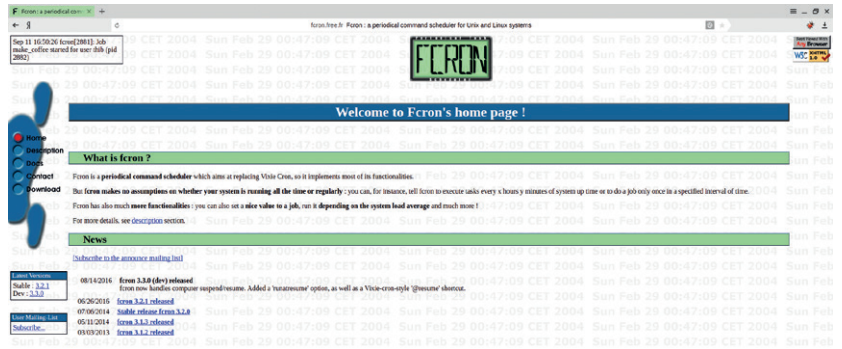 Fcron : a periodical com
fcron.free.fr Fcron : a periodical command scheduler for Unix and Linux systems
Sep 11 16:50:26 fcron[2881]: Job
make_coffee started for user thib (pid
2882)
FCRON
Best Viewed With
Any Browser
W3C XHTML
1.0
Welcome to Fcron's home page !
Home
Description
Docs
Contact
Download
What is fcron ?
Fcron is a periodical command scheduler which aims at replacing Vixie Cron, so it implements most of its functionalities.
But fcron makes no assumptions on whether your system is running all the time or regularly : you can, for instance, tell fcron to execute tasks every x hours y minutes of system up time or to do a job only once in a specified interval of time.
Fcron has also much more functionalities : you can also set a nice value to a job, run it depending on the system load average and much more !
For more details, see description section.
News
[Subscribe to the announce mailing list]
Latest Versions
Stable : 3.2.1
Dev : 3.3.0
User Mailing List
Subscribe...
08/14/2016 fcron 3.3.0 (dev) released
fcron now handles computer suspend/resume. Added a 'runatresume' option, as well as a Vixie-cron-style '@resume' shortcut.
06/26/2016 fcron 3.2.1 released
07/06/2014 Stable release fcron 3.2.0
05/11/2014 fcron 3.1.3 released
03/03/2013 fcron 3.1.2 released
Sun Feb 29 00:47:09 CET 2004